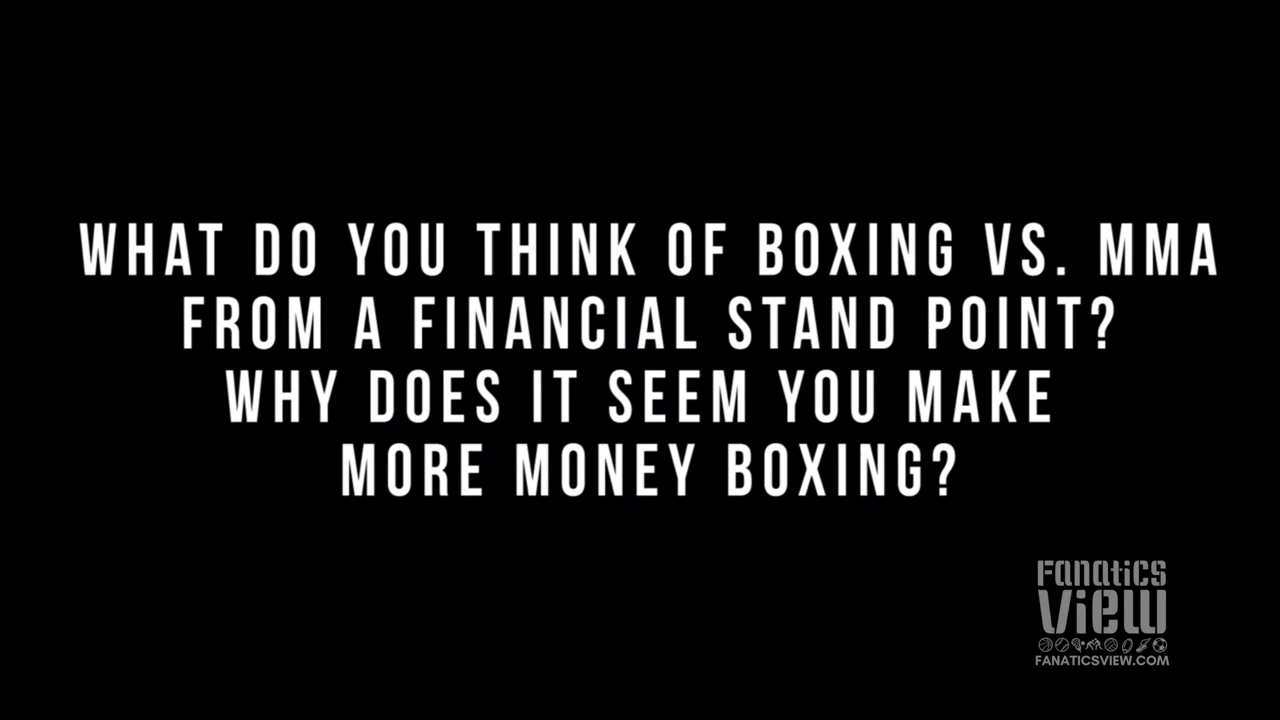 WHAT DO YOU THINK OF BOXING VS. MMA
FROM A FINANCIAL STAND POINT?
WHY DOES IT SEEM YOU MAKE
MORE MONEY BOXING?
FANATICS
VIEW
FANATICSVIEW.COM